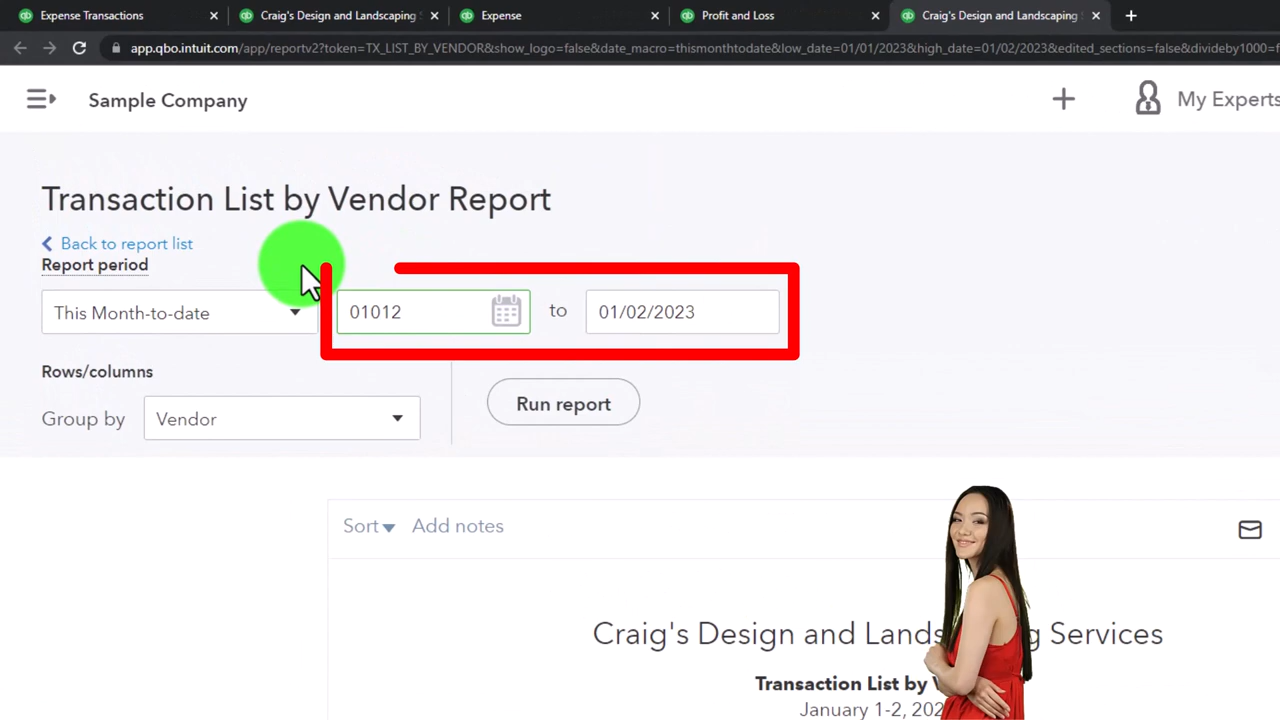 Expense Transactions
Craig's Design and Landscaping
Expense
Profit and Loss
Craig's Design and Landscaping
app.qbo.intuit.com/app/reportv2?token=TX_LIST_BY_VENDOR&show_logo=false&date_macro=thismonthtodate&low_date=01/01/2023&high_date=01/02/2023&edited_sections=false&divideby1000=f
Sample Company
My Experts
Transaction List by Vendor Report
Back to report list
Report period
This Month-to-date
01012
to
01/02/2023
Rows/columns
Group by
Vendor
Run report
Sort
Add notes
Craig's Design and Lands g Services
Transaction List by
January 1-2, 202